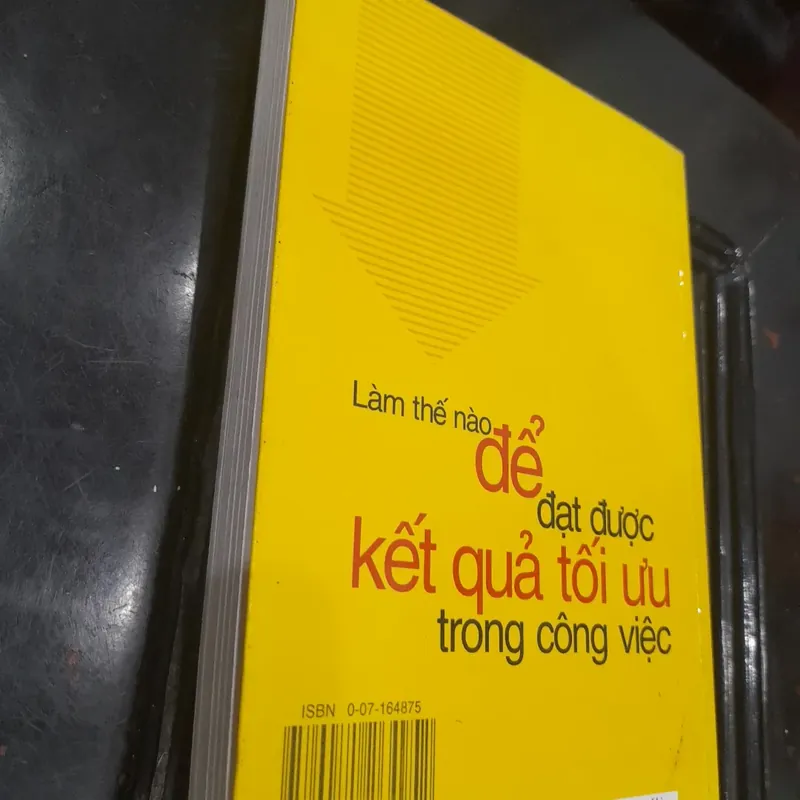 Làm thế nào
để
đạt được
kết quả tối ưu
trong công việc
ISBN 0-07-164875